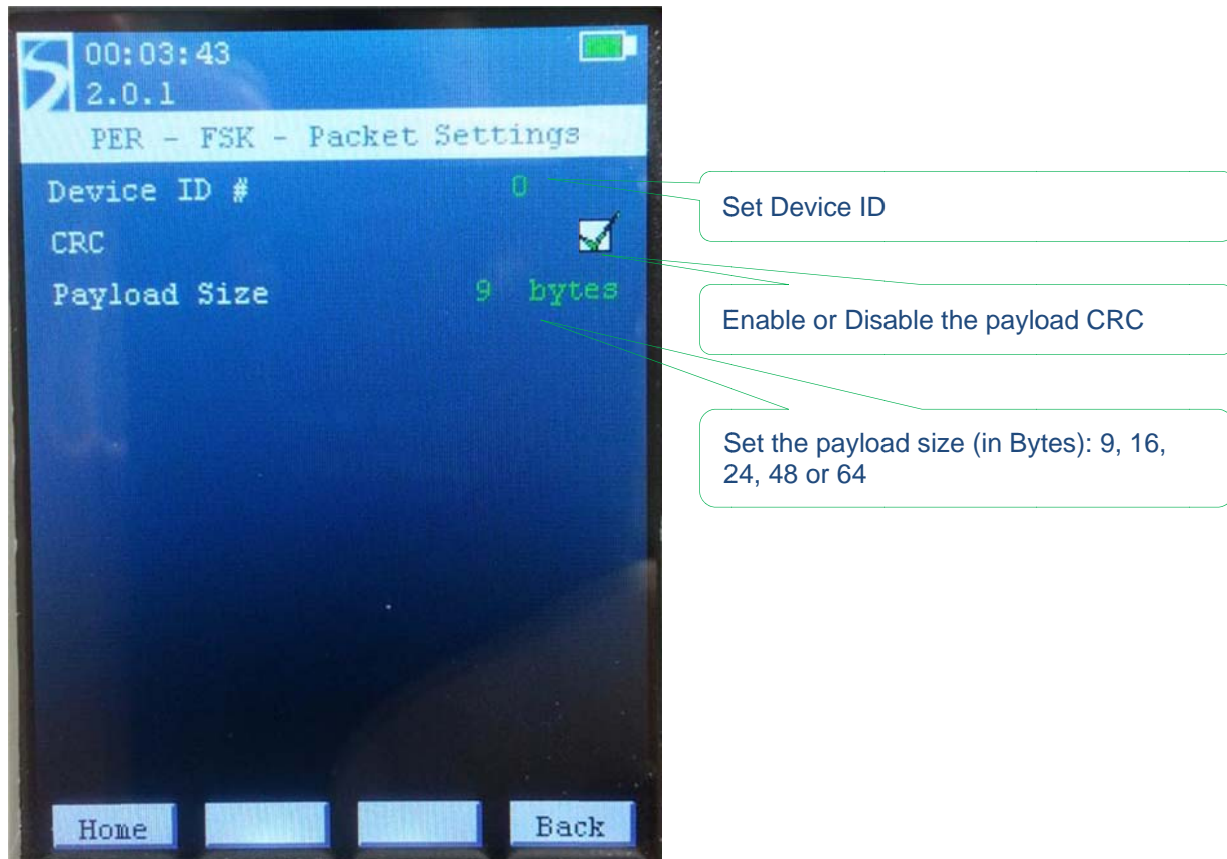 00:03:43
2.0.1
PER - FSK - Packet Settings
Device ID # 0
CRC
Payload Size 9 bytes
Home Back
Set Device ID
Enable or Disable the payload CRC
Set the payload size (in Bytes): 9, 16,
24, 48 or 64